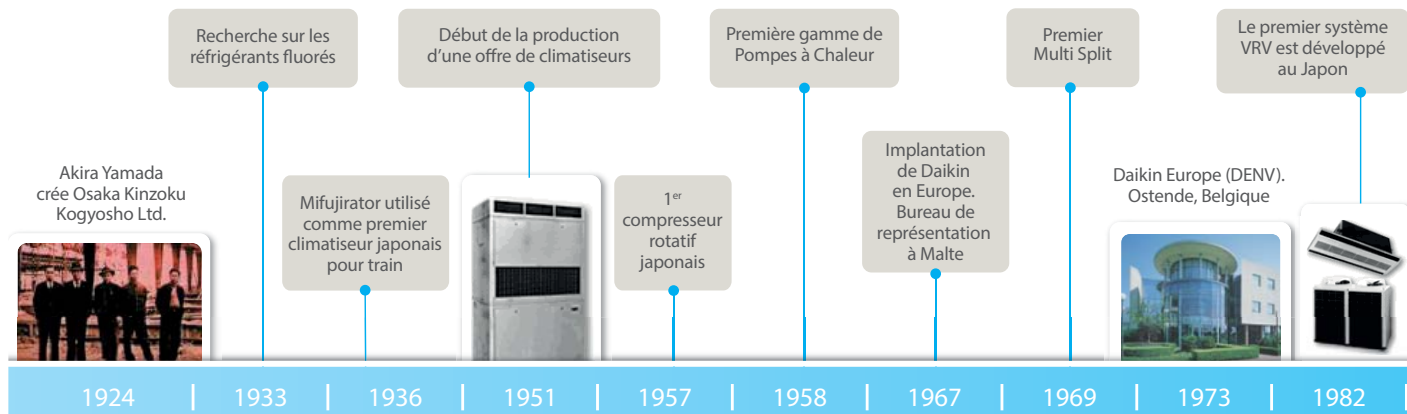 Recherche sur les
réfrigérants fluorés
Début de la production
d'une offre de climatiseurs
Première gamme de
Pompes à Chaleur
Premier
Multi Split
Le premier système
VRV est développé
au Japon
Akira Yamada
crée Osaka Kinzoku
Kogyosho Ltd.
Mifujirator utilisé
comme premier
climatiseur japonais
pour train
1er
compresseur
rotatif
japonais
Implantation
de Daikin
en Europe.
Bureau de
représentation
à Malte
Daikin Europe (DENV).
Ostende, Belgique
1924 | 1933 | 1936 | 1951 | 1957 | 1958 | 1967 | 1969 | 1973 | 1982